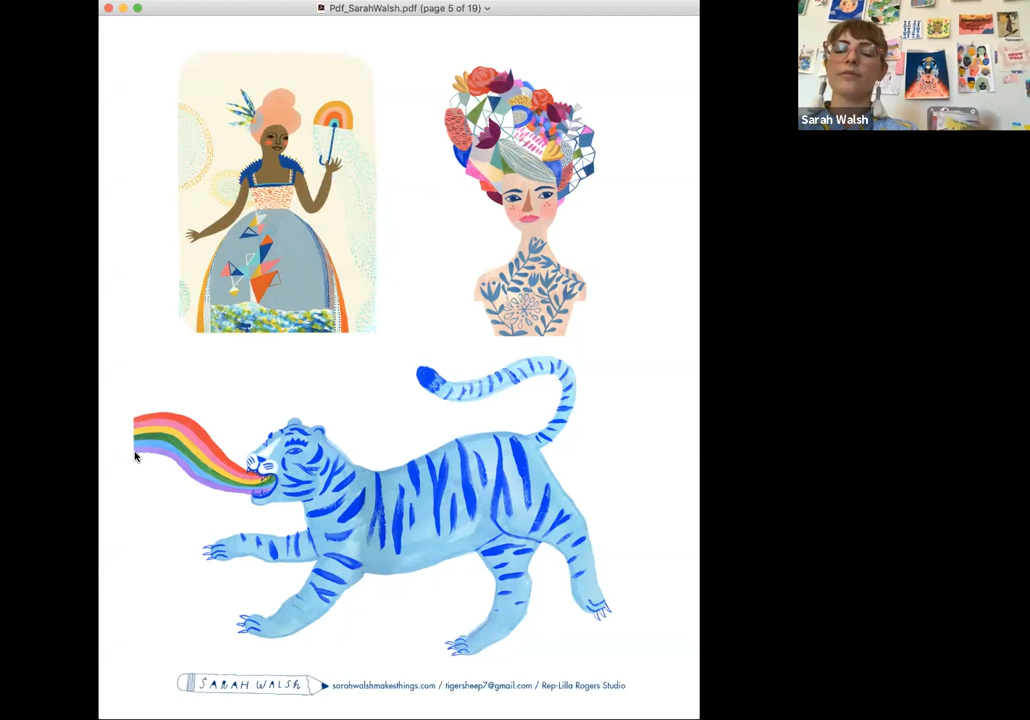 Pdf_SarahWalsh.pdf (page 5 of 19)
Sarah Walsh
SARAH WALSH
sarahwalshmakesthings.com / tigersheep7@gmail.com / Rep-Lilla Rogers Studio